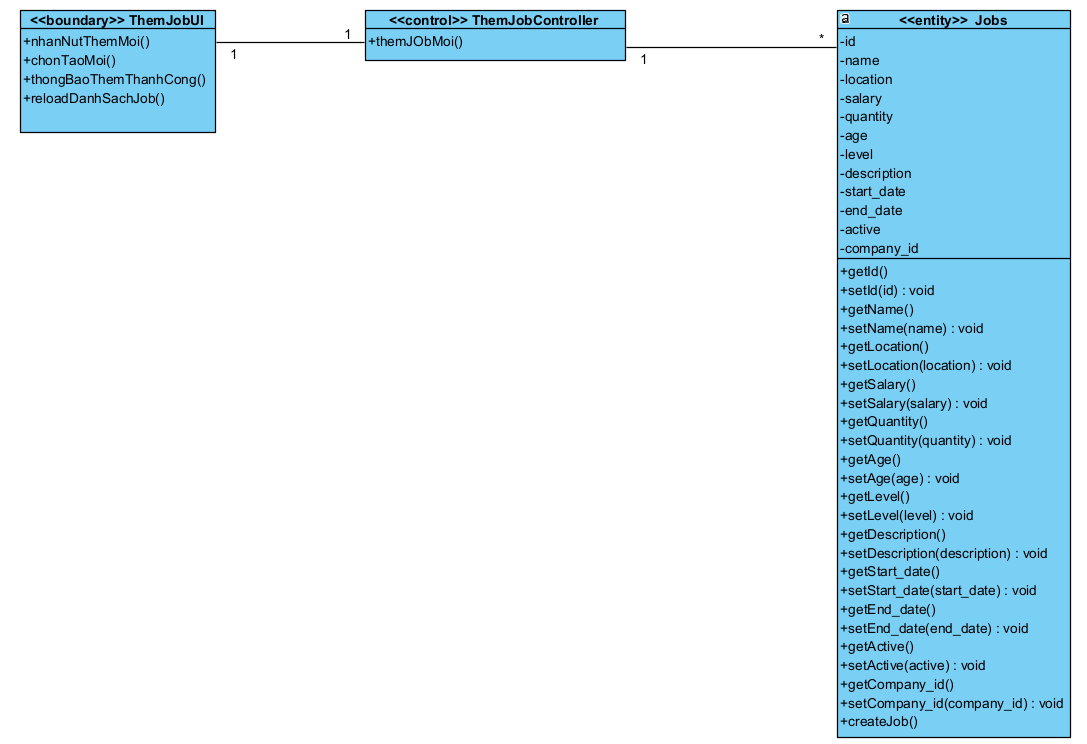 <<boundary>> ThemJobUI
+nhanNutThemMoi()
+chonTaoMoi()
+thongBaoThemThanhCong()
+reloadDanhSachJob()
1
1
<<control>> ThemJobController
+themJObMoi()
1
*
a
<<entity>> Jobs
-id
-name
-location
-salary
-quantity
-age
-level
-description
-start_date
-end_date
-active
-company_id
+getId()
+setId(id) : void
+getName()
+setName(name) : void
+getLocation()
+setLocation(location) : void
+getSalary()
+setSalary(salary) : void
+getQuantity()
+setQuantity(quantity) : void
+getAge()
+setAge(age) : void
+getLevel()
+setLevel(level) : void
+getDescription()
+setDescription(description) : void
+getStart_date()
+setStart_date(start_date) : void
+getEnd_date()
+setEnd_date(end_date) : void
+getActive()
+setActive(active) : void
+getCompany_id()
+setCompany_id(company_id) : void
+createJob()